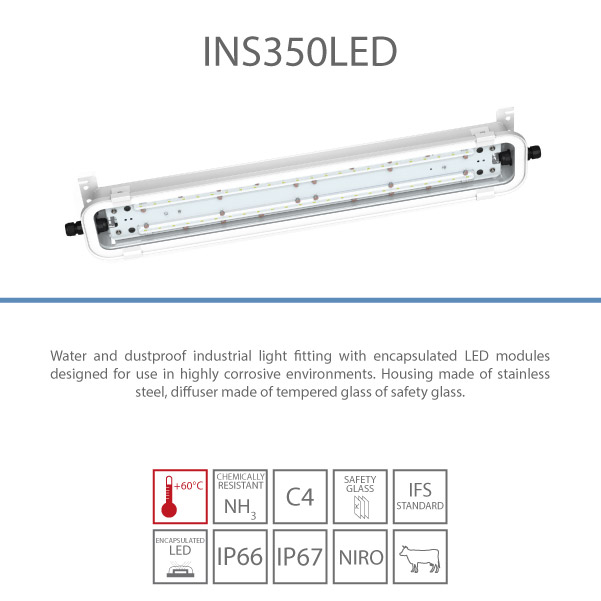 INS350LED
Water and dustproof industrial light fitting with encapsulated LED modules
designed for use in highly corrosive environments. Housing made of stainless
steel, diffuser made of tempered glass of safety glass.
+60°C
CHEMICALLY
RESISTANT
NH3
C4
SAFETY
GLASS
IFS
STANDARD
ENCAPSULATED
LED
IP66
IP67
NIRO